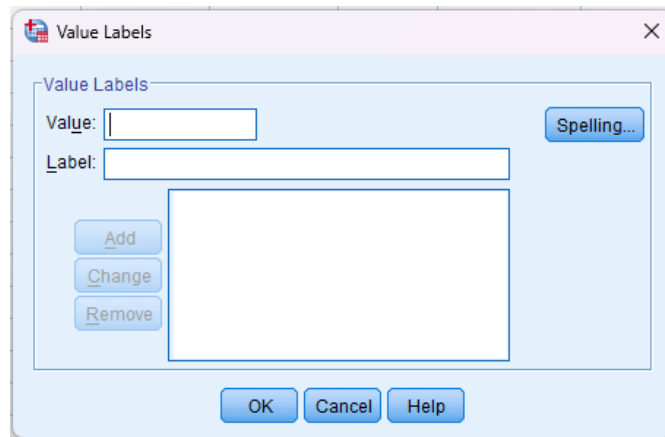 Value Labels
Value Labels
Value:
Spelling...
Label:
Add
Change
Remove
OK Cancel Help